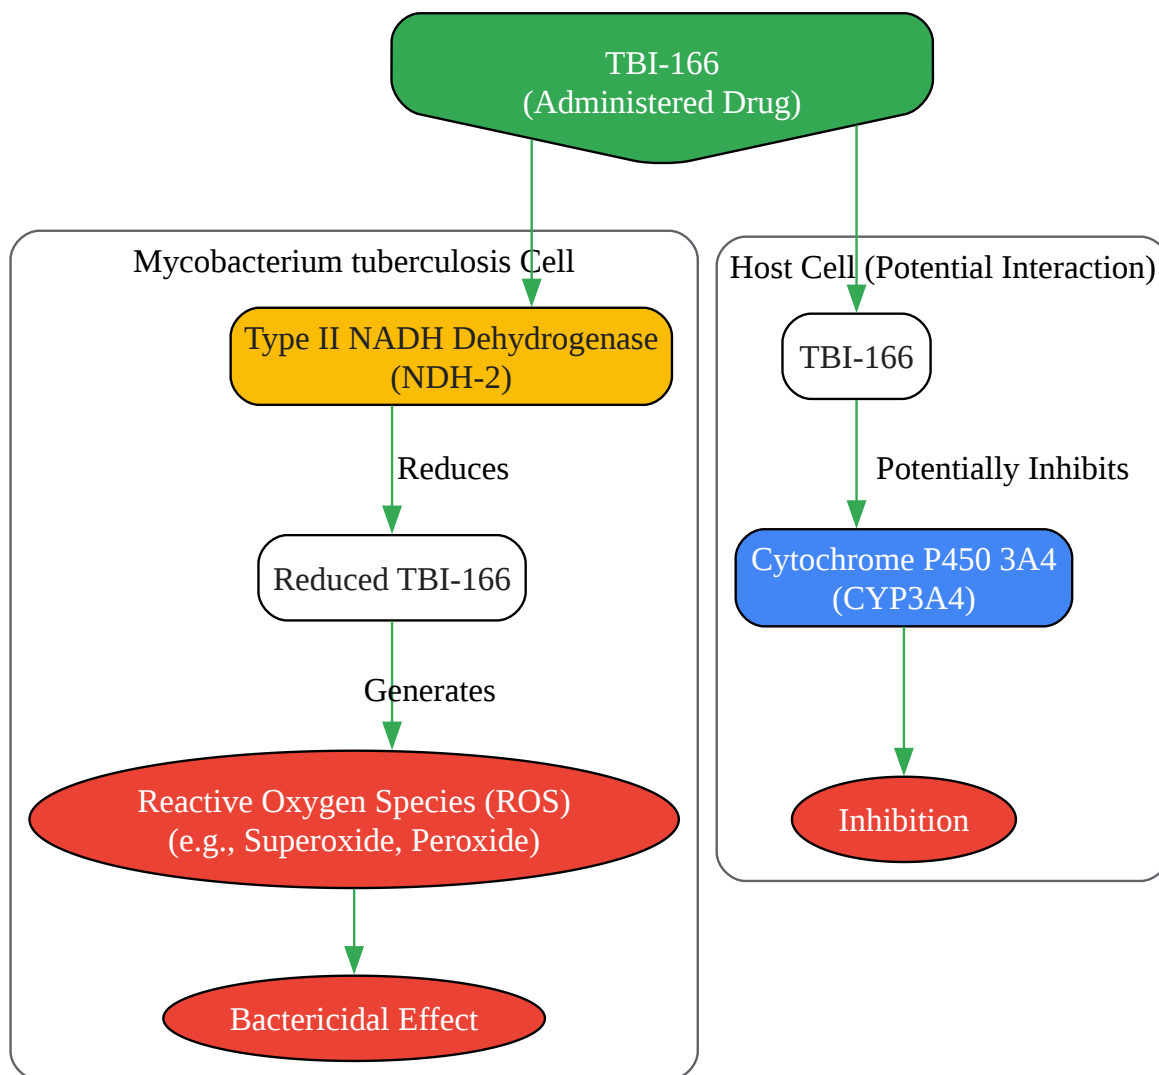 TBI-166
(Administered Drug)
Mycobacterium tuberculosis Cell
Type II NADH Dehydrogenase
(NDH-2)
Reduces
Reduced TBI-166
Generates
Reactive Oxygen Species (ROS)
(e.g., Superoxide, Peroxide)
Bactericidal Effect
Host Cell (Potential Interaction)
TBI-166
Potentially Inhibits
Cytochrome P450 3A4
(CYP3A4)
Inhibition